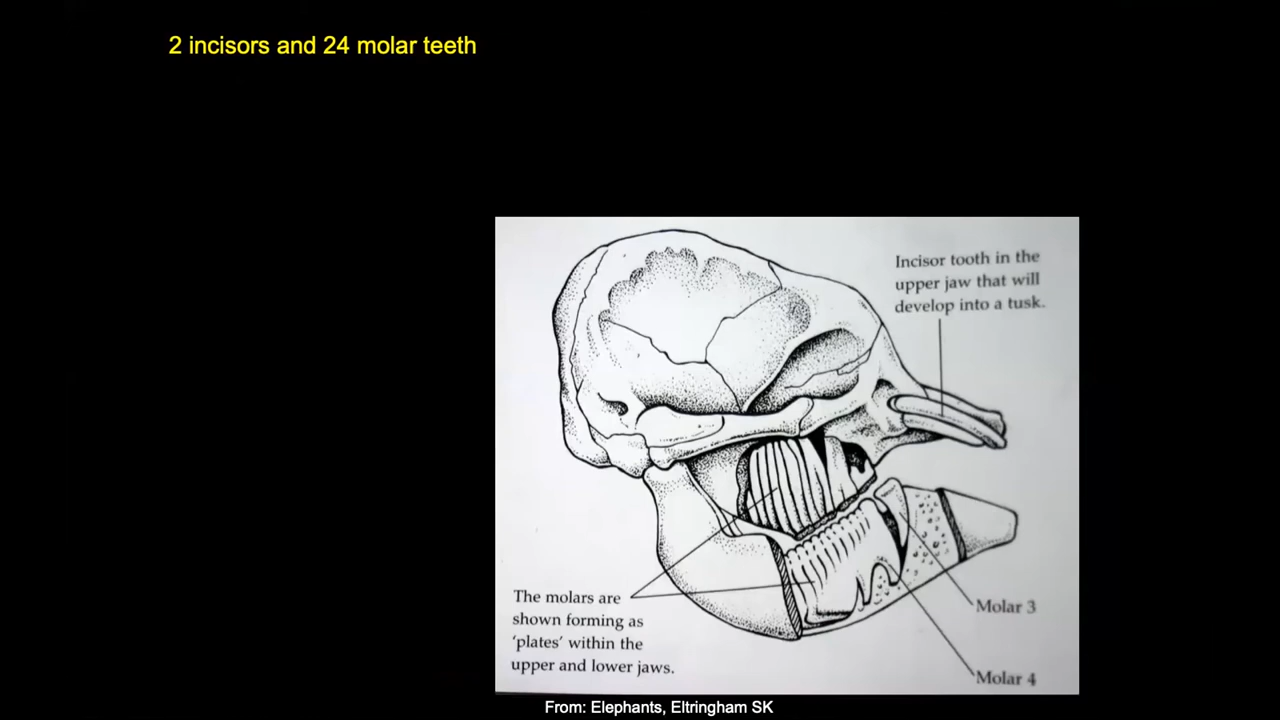 2 incisors and 24 molar teeth
Incisor tooth in the
upper jaw that will
develop into a tusk.
The molars are
shown forming as
‘plates’ within the
upper and lower jaws.
Molar 3
Molar 4
From: Elephants, Eltringham SK